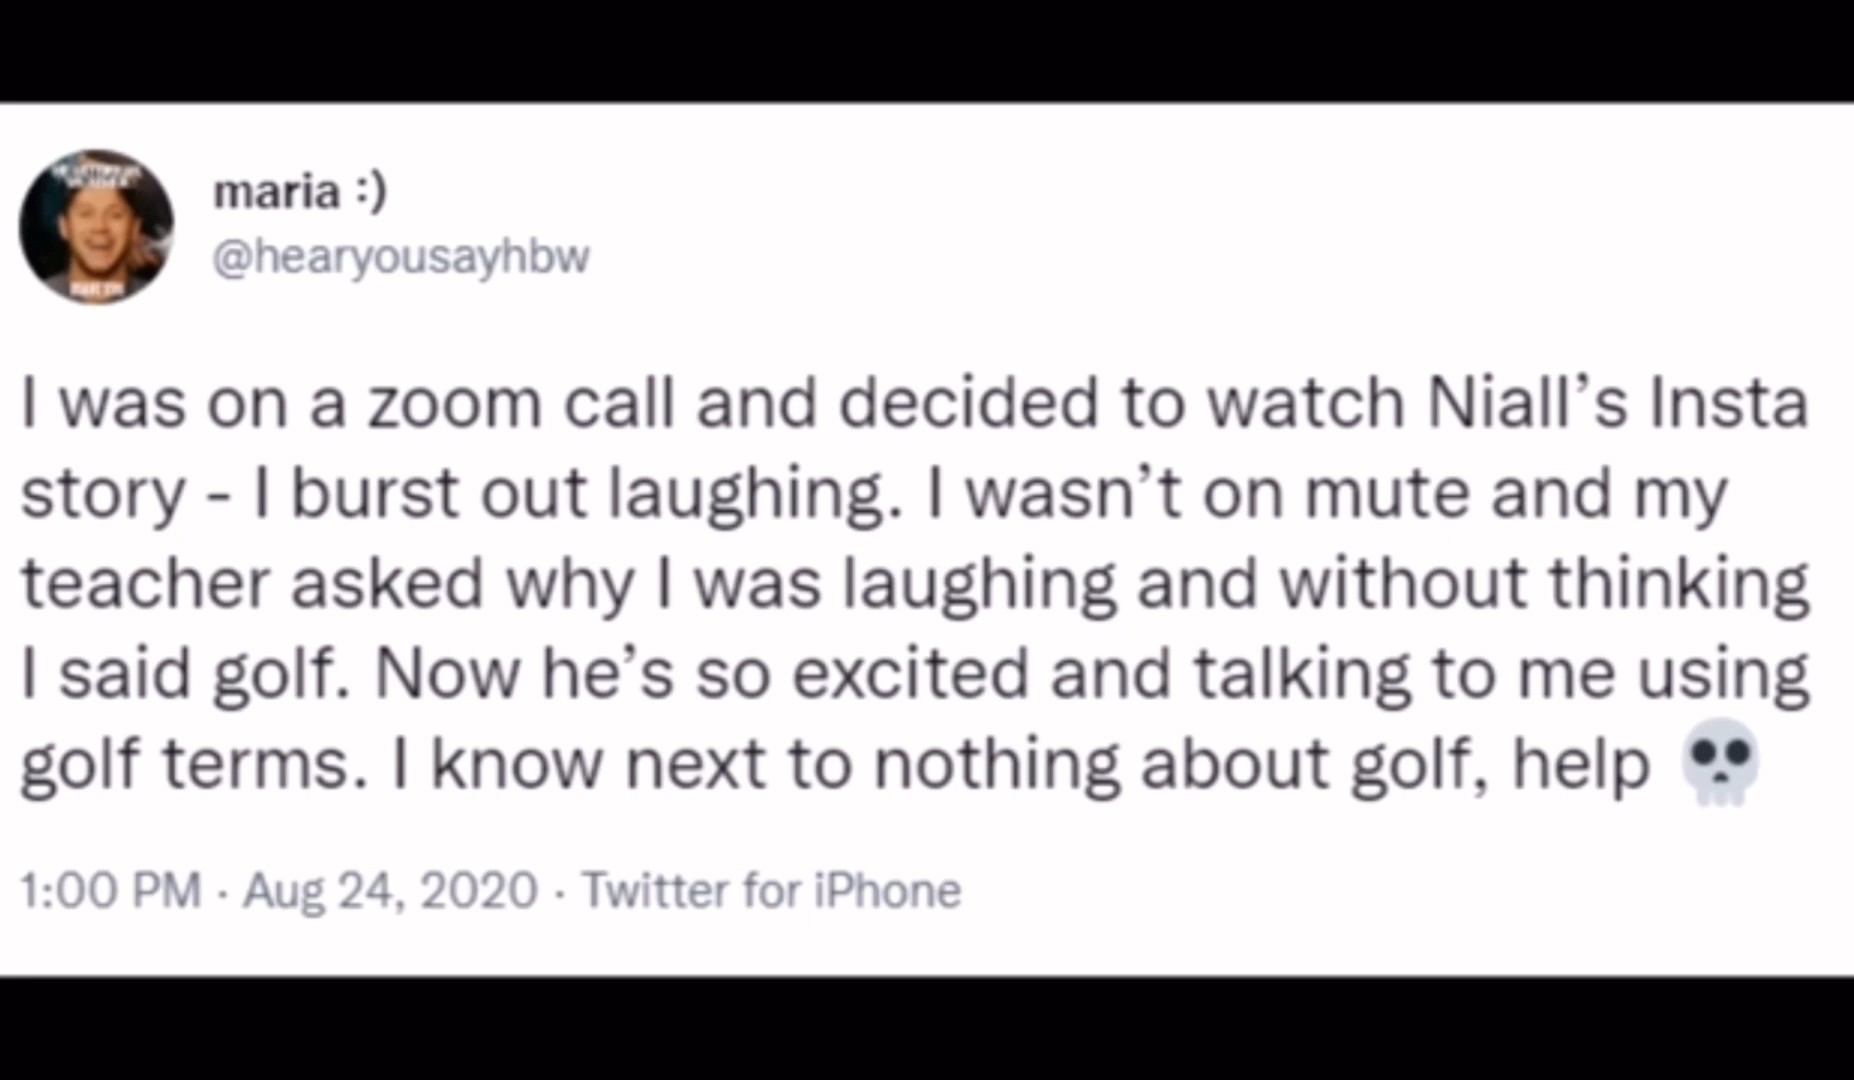 maria :)
@hearyousayhbw
I was on a zoom call and decided to watch Niall’s Insta
story - I burst out laughing. I wasn’t on mute and my
teacher asked why I was laughing and without thinking
I said golf. Now he’s so excited and talking to me using
golf terms. I know next to nothing about golf, help 💀
1:00 PM · Aug 24, 2020 · Twitter for iPhone